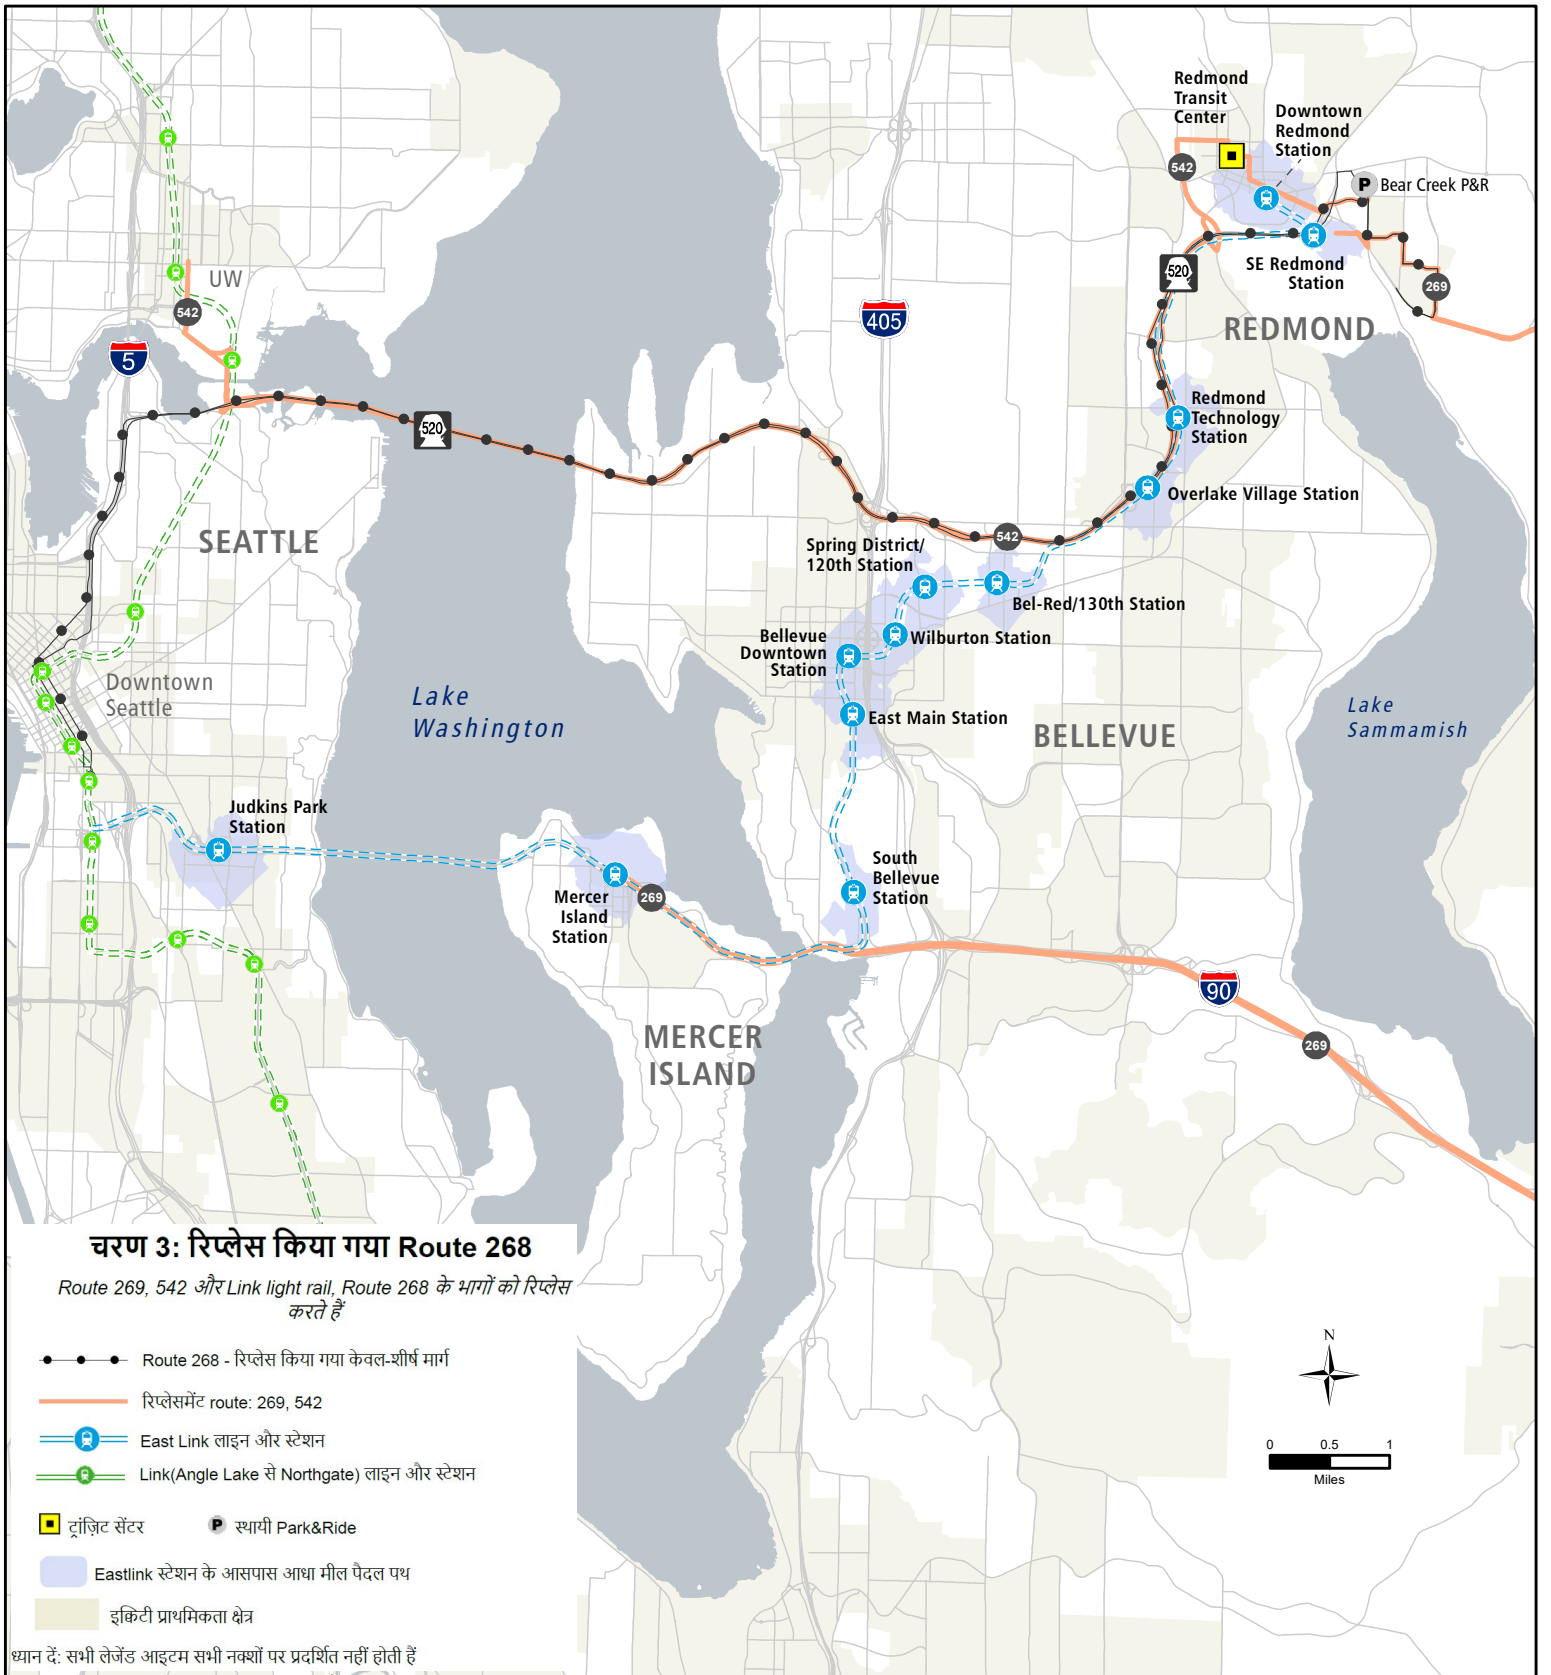 Redmond
Transit
Center
Downtown
Redmond
Station
542
P
Bear Creek P&R
SE Redmond
Station
520
269
UW
542
405
REDMOND
5
Redmond
Technology
Station
520
Overlake Village Station
SEATTLE
542
Spring District/
120th Station
Bel-Red/130th Station
Wilburton Station
Bellevue
Downtown
Station
Downtown
Seattle
Lake
Washington
East Main Station
BELLEVUE
Lake
Sammamish
Judkins Park
Station
South
Bellevue
Station
Mercer
Island
Station
269
90
MERCER
ISLAND
269
चरण 3: रिप्लेस किया गया Route 268
Route 269, 542 और Link light rail, Route 268 के भागों को रिप्लेस
करते हैं
Route 268 - रिप्लेस किया गया केवल-शीर्ष मार्ग
रिप्लेसमेंट route: 269, 542
East Link लाइन और स्टेशन
Link(Angle Lake से Northgate) लाइन और स्टेशन
ट्रांज़िट सेंटर
P स्थायी Park&Ride
Eastlink स्टेशन के आसपास आधा मील पैदल पथ
इक्विटी प्राथमिकता क्षेत्र
ध्यान दें: सभी लेजेंड आइटम सभी नक्शों पर प्रदर्शित नहीं होती हैं
N
0 0.5 1
Miles